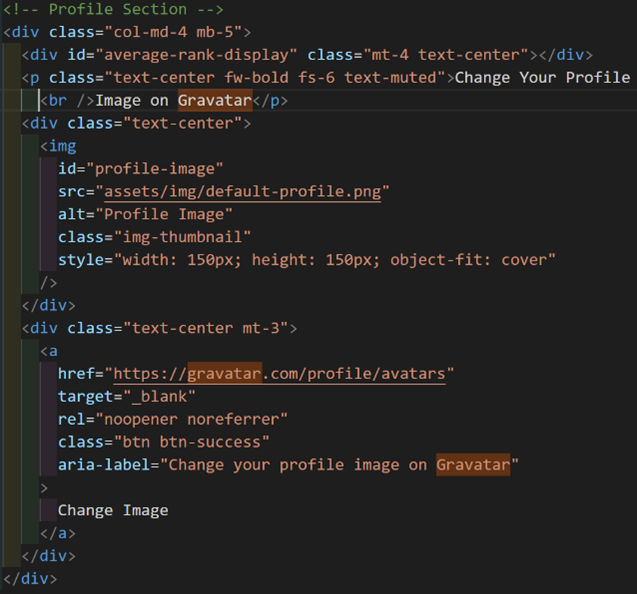 <!-- Profile Section -->
<div class="col-md-4 mb-5">
<div id="average-rank-display" class="mt-4 text-center"></div>
<p class="text-center fw-bold fs-6 text-muted">Change Your Profile
<br />Image on Gravatar</p>
<div class="text-center">
<img
id="profile-image"
src="assets/img/default-profile.png"
alt="Profile Image"
class="img-thumbnail"
style="width: 150px; height: 150px; object-fit: cover"
/>
</div>
<div class="text-center mt-3">
<a
href="https://gravatar.com/profile/avatars"
target="_blank"
rel="noopener noreferrer"
class="btn btn-success"
aria-label="Change your profile image on Gravatar"
>
Change Image
</a>
</div>
</div>